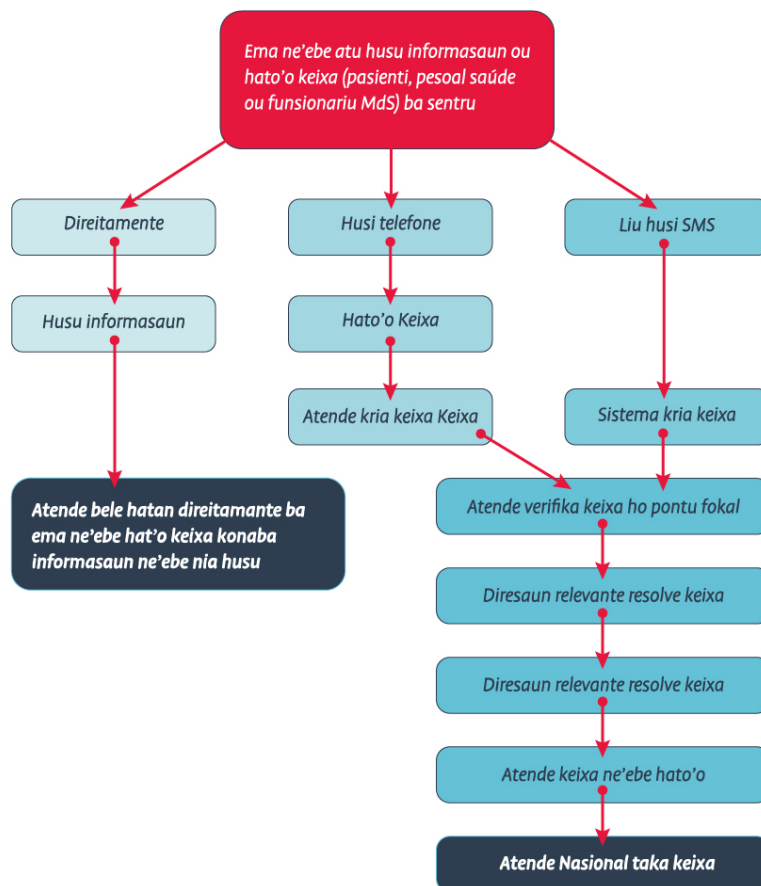 Ema ne'ebe atu husu informasaun ou
hato'o keixa (pasienti, pesoal saúde
ou funsionariu MdS) ba sentru
Direitamente
Husi telefone
Liu husi SMS
Husu informasaun
Hato'o Keixa
Atende kria keixa Keixa
Sistema kria keixa
Atende bele hatan direitamante ba
ema ne'ebe hat'o keixa konaba
informasaun ne'ebe nia husu
Atende verifika keixa ho pontu fokal
Diresaun relevante resolve keixa
Diresaun relevante resolve keixa
Atende keixa ne'ebe hato'o
Atende Nasional taka keixa